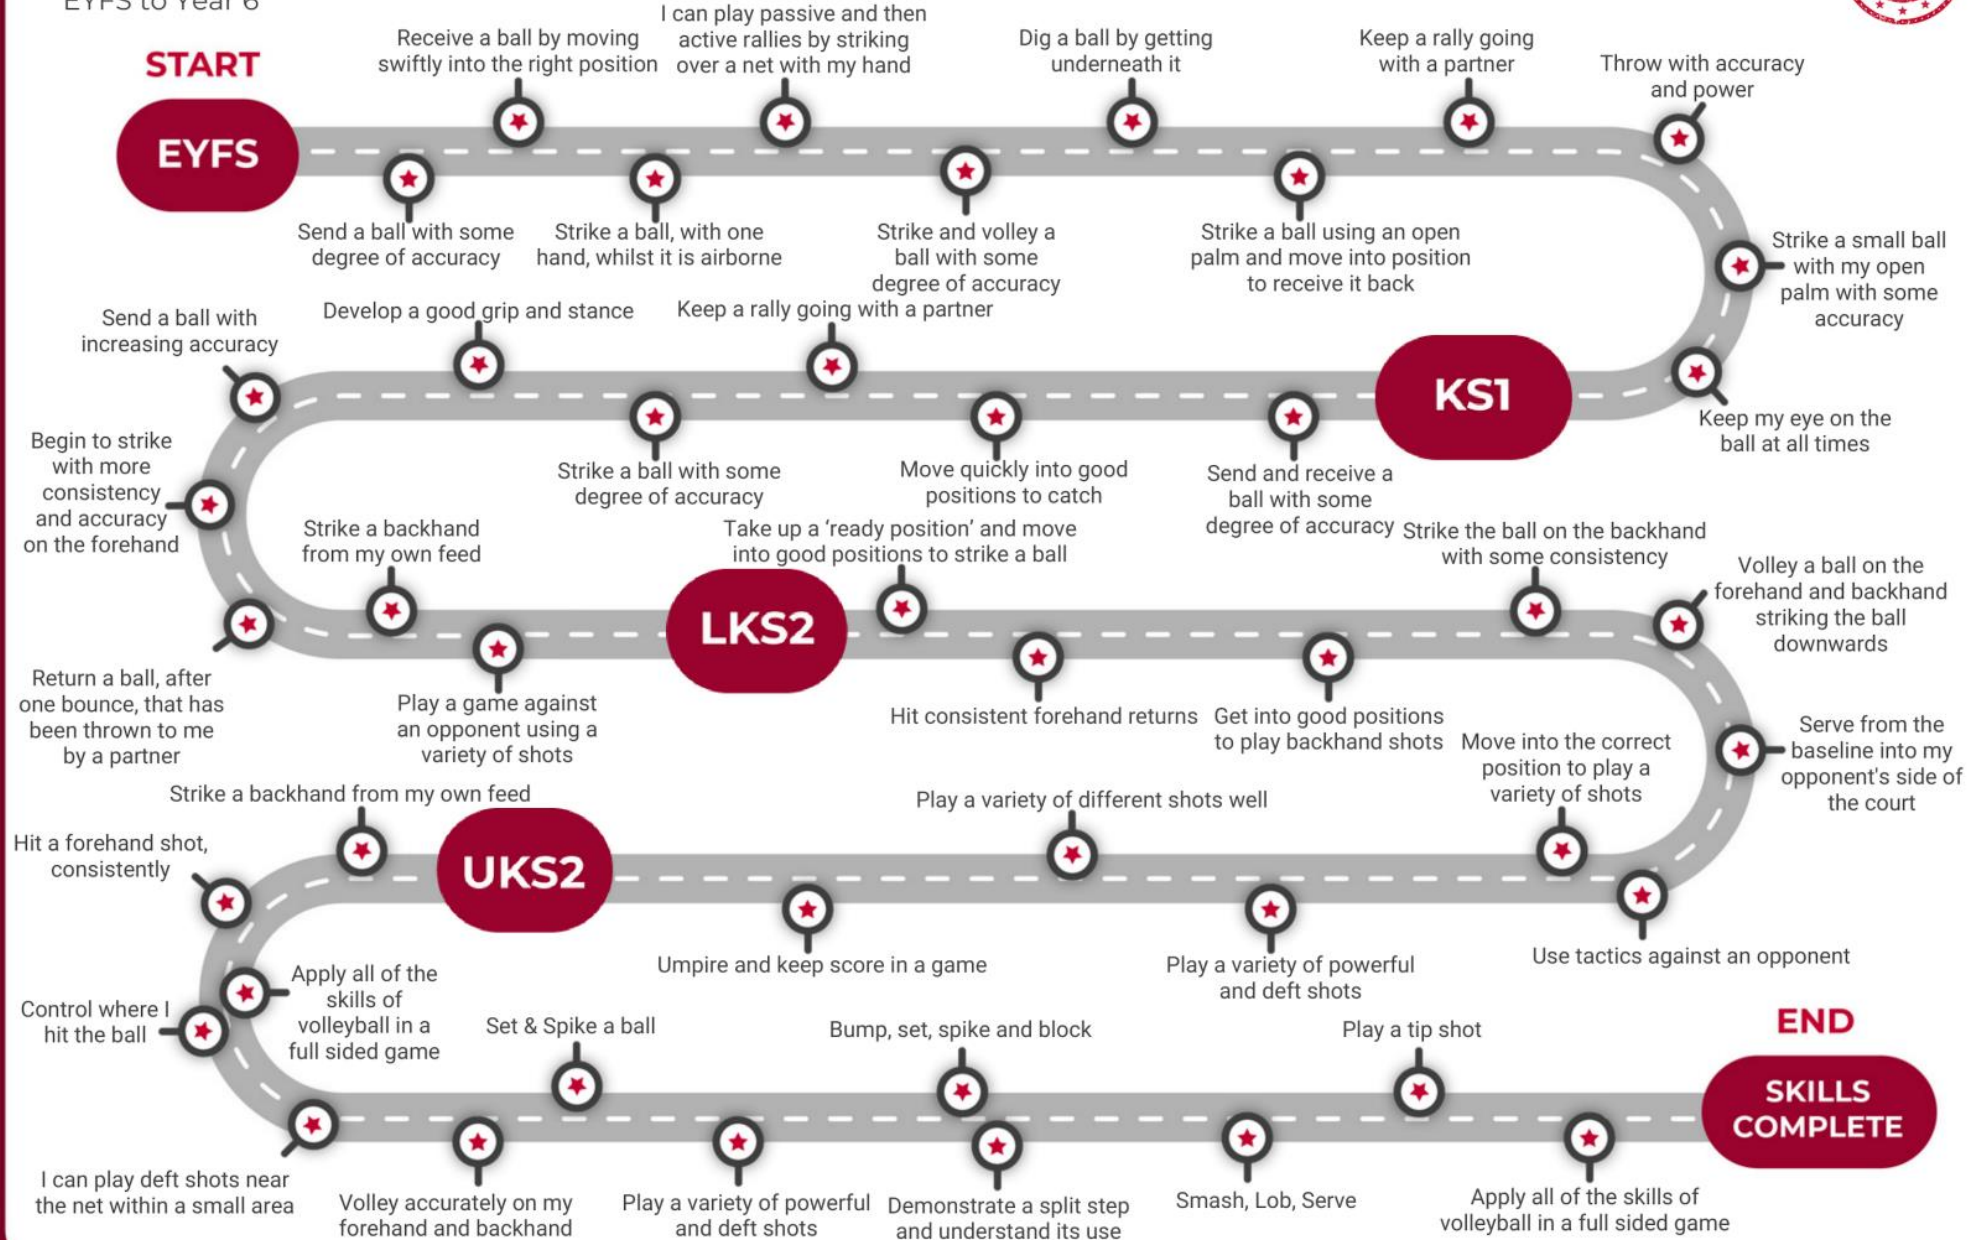 EYFS to Year 6
START
EYFS
Send a ball with some
degree of accuracy
Receive a ball by moving
swiftly into the right position
Strike a ball, with one
hand, whilst it is airborne
I can play passive and then
active rallies by striking
over a net with my hand
Strike and volley a
ball with some
degree of accuracy
Dig a ball by getting
underneath it
Strike a ball using an open
palm and move into position
to receive it back
Keep a rally going
with a partner
Throw with accuracy
and power
Strike a small ball
with my open
palm with some
accuracy
Keep my eye on the
ball at all times
KS1
Send and receive a
ball with some
degree of accuracy
Move quickly into good
positions to catch
Keep a rally going with a partner
Strike a ball with some
degree of accuracy
Develop a good grip and stance
Send a ball with
increasing accuracy
Begin to strike
with more
consistency
and accuracy
on the forehand
Return a ball, after
one bounce, that has
been thrown to me
by a partner
Strike a backhand
from my own feed
Play a game against
an opponent using a
variety of shots
LKS2
Take up a ‘ready position’ and move
into good positions to strike a ball
Hit consistent forehand returns
Get into good positions
to play backhand shots
Strike the ball on the backhand
with some consistency
Volley a ball on the
forehand and backhand
striking the ball
downwards
Serve from the
baseline into my
opponent's side of
the court
Use tactics against an opponent
Move into the correct
position to play a
variety of shots
Play a variety of powerful
and deft shots
Play a variety of different shots well
Umpire and keep score in a game
UKS2
Strike a backhand from my own feed
Hit a forehand shot,
consistently
Apply all of the
skills of
volleyball in a
full sided game
Control where I
hit the ball
I can play deft shots near
the net within a small area
Volley accurately on my
forehand and backhand
Set & Spike a ball
Play a variety of powerful
and deft shots
Bump, set, spike and block
Demonstrate a split step
and understand its use
Smash, Lob, Serve
Play a tip shot
Apply all of the skills of
volleyball in a full sided game
END
SKILLS
COMPLETE